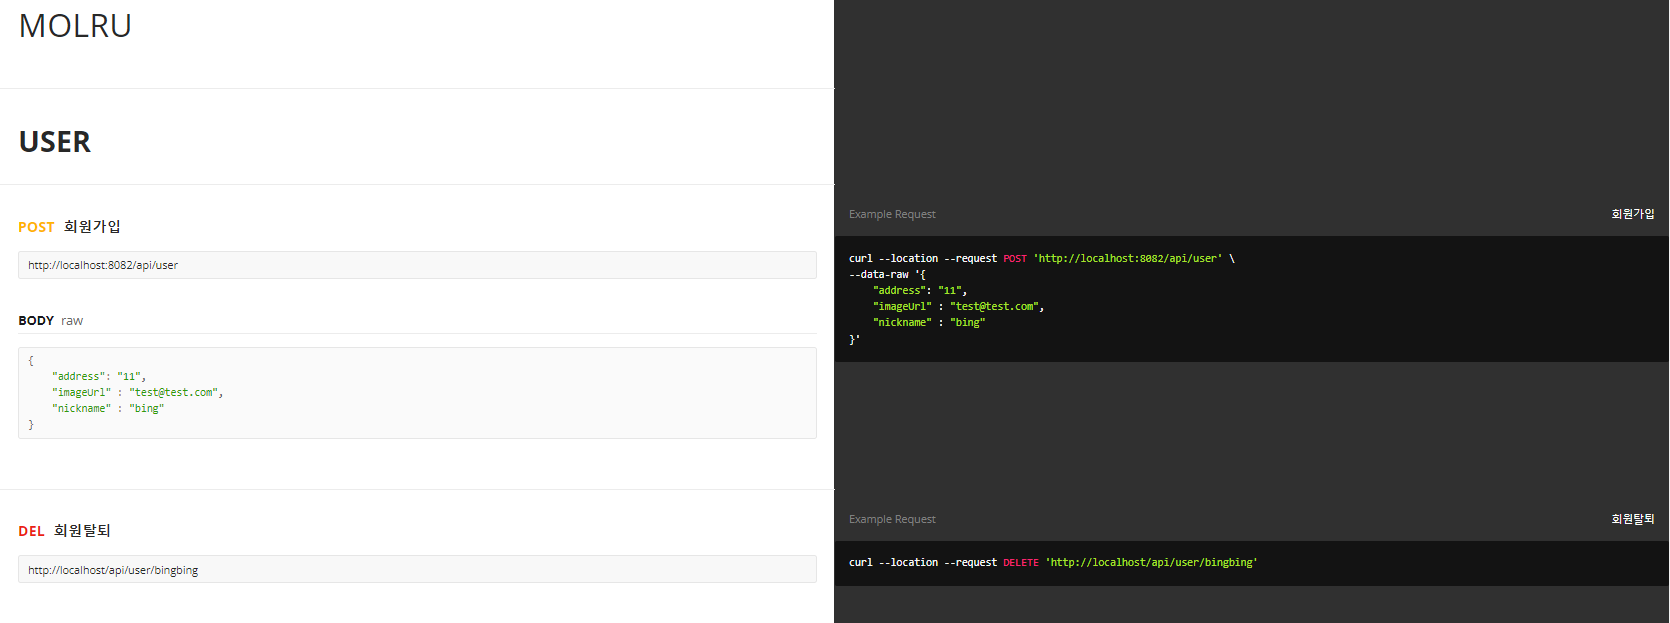 MOLRU
USER
POST 회원가입
http://localhost:8082/api/user
BODY raw
{
    "address": "11",
    "imageUrl" : "test@test.com",
    "nickname" : "bing"
}
DEL 회원탈퇴
http://localhost/api/user/bingbing
Example Request 회원가입
curl --location --request POST 'http://localhost:8082/api/user' \
--data-raw '{
    "address": "11",
    "imageUrl" : "test@test.com",
    "nickname" : "bing"
}'
Example Request 회원탈퇴
curl --location --request DELETE 'http://localhost/api/user/bingbing'